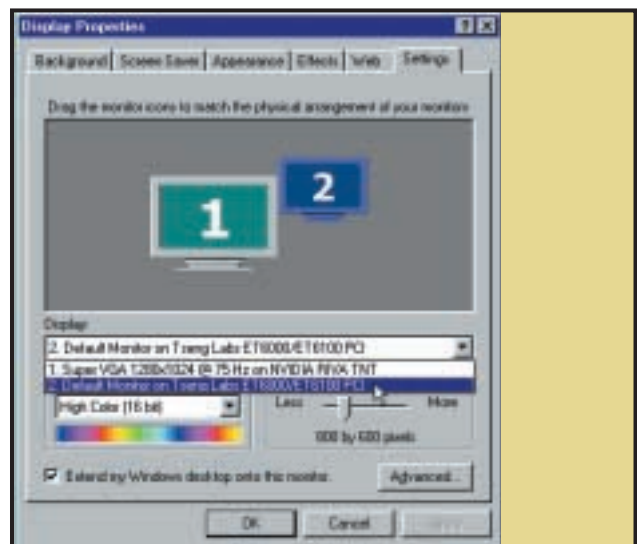 Display Properties
Background Screen Saver Appearance Effects Web Settings
Drag the monitor icons to match the physical arrangement of your monitors
1
2
Display:
2. Default Monitor on Tseng Labs ET6000/ET6100 PCI
1. Super VGA 1280x1024 @ 75 Hz on NVIDIA RIVA TNT
2. Default Monitor on Tseng Labs ET6000/ET6100 PCI
High Color (16 bit)
Less More
800 by 600 pixels
Extend my Windows desktop onto this monitor.
Advanced...
OK Cancel